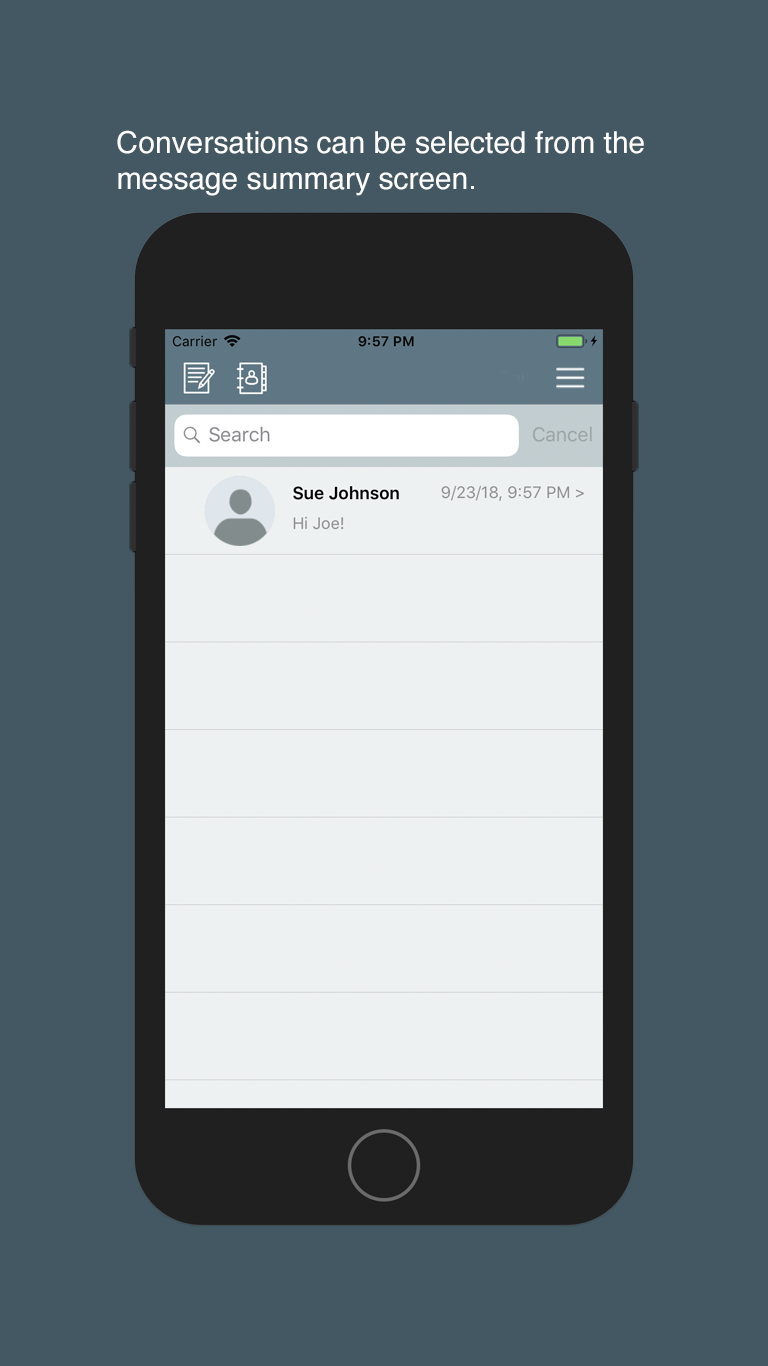 Conversations can be selected from the
message summary screen.
Carrier 9:57 PM
Search Cancel
Sue Johnson 9/23/18, 9:57 PM >
Hi Joe!